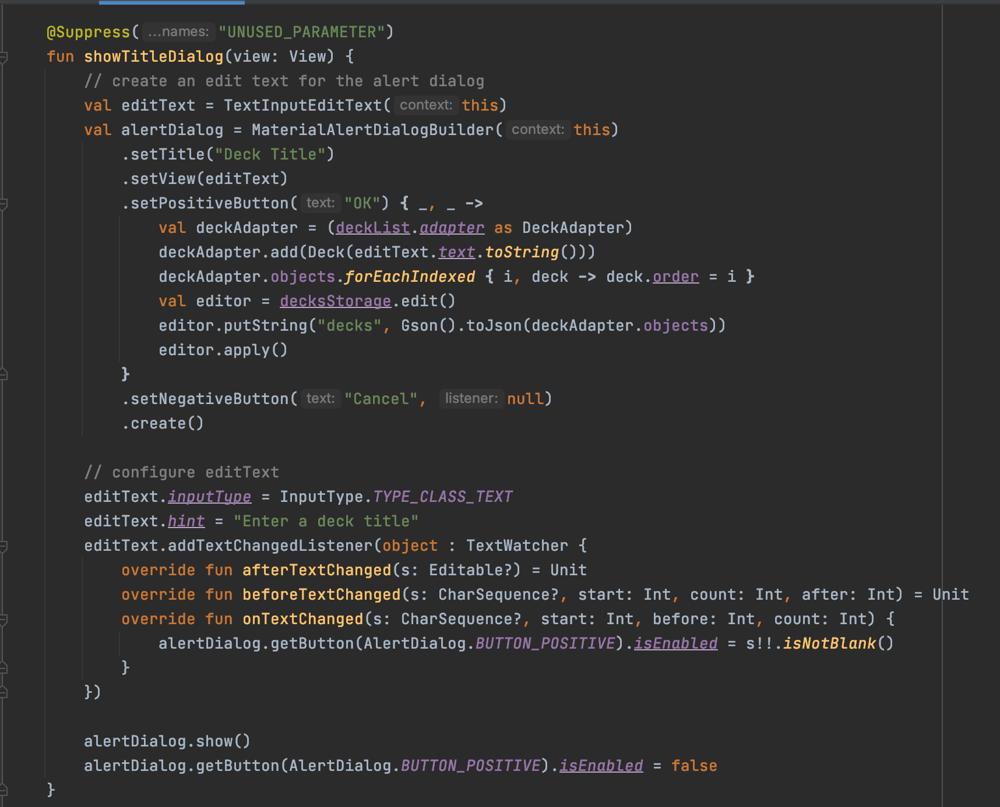 @Suppress( ...names: "UNUSED_PARAMETER")
fun showTitleDialog(view: View) {
    // create an edit text for the alert dialog
    val editText = TextInputEditText( context: this)
    val alertDialog = MaterialAlertDialogBuilder( context: this)
        .setTitle("Deck Title")
        .setView(editText)
        .setPositiveButton( text: "OK") { _, _ ->
            val deckAdapter = (deckList.adapter as DeckAdapter)
            deckAdapter.add(Deck(editText.text.toString()))
            deckAdapter.objects.forEachIndexed { i, deck -> deck.order = i }
            val editor = decksStorage.edit()
            editor.putString("decks", Gson().toJson(deckAdapter.objects))
            editor.apply()
        }
        .setNegativeButton( text: "Cancel", listener: null)
        .create()

    // configure editText
    editText.inputType = InputType.TYPE_CLASS_TEXT
    editText.hint = "Enter a deck title"
    editText.addTextChangedListener(object : TextWatcher {
        override fun afterTextChanged(s: Editable?) = Unit
        override fun beforeTextChanged(s: CharSequence?, start: Int, count: Int, after: Int) = Unit
        override fun onTextChanged(s: CharSequence?, start: Int, before: Int, count: Int) {
            alertDialog.getButton(AlertDialog.BUTTON_POSITIVE).isEnabled = s!!.isNotBlank()
        }
    })

    alertDialog.show()
    alertDialog.getButton(AlertDialog.BUTTON_POSITIVE).isEnabled = false
}